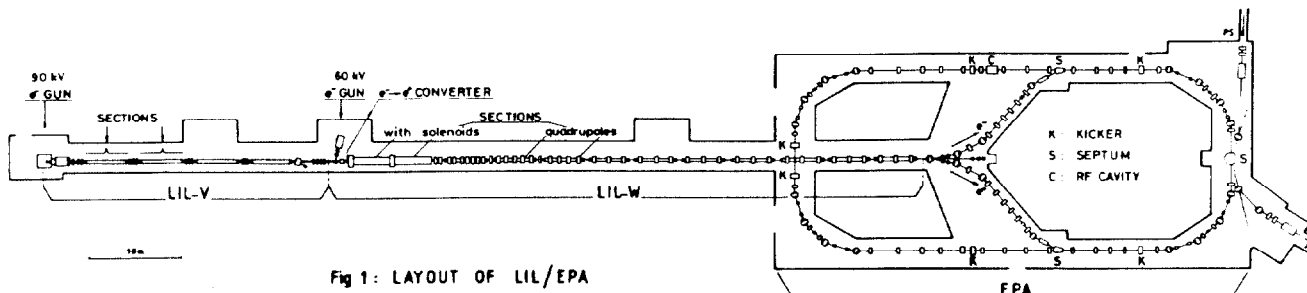 PS
K C S K
90 kV
e⁻ GUN
60 kV
e⁻ GUN
e⁻→e⁺ CONVERTER
SECTIONS
SECTIONS
with solenoids
quadrupoles
e⁻
K
K : KICKER
S : SEPTUM
C : RF CAVITY
S
K
LIL-V
LIL-W
K S K
10m
Fig 1: LAYOUT OF LIL/EPA
EPA